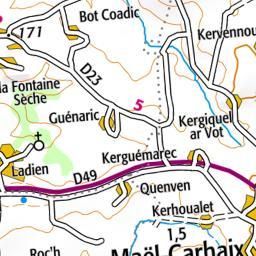 Bot Coadic
171
Kervennou
D23
la Fontaine
Sèche
5
Guénaric
Kergiquel
ar Vot
Kerguémarec
Ladien
D49
Quenven
Kerhoualet
1,5
Roc'h
Maël-Carhaix